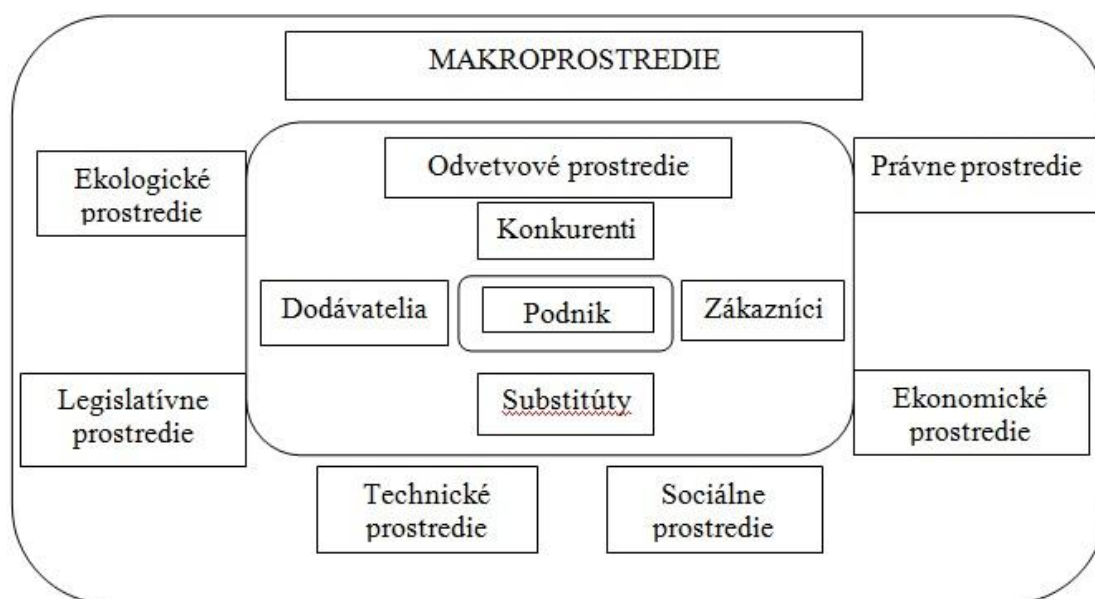 MAKROPROSTREDIE
Odvetvové prostredie
Ekologické
prostredie
Právne prostredie
Konkurenti
Dodávatelia
Podnik
Zákazníci
Legislatívne
prostredie
Substitúty
Ekonomické
prostredie
Technické
prostredie
Sociálne
prostredie